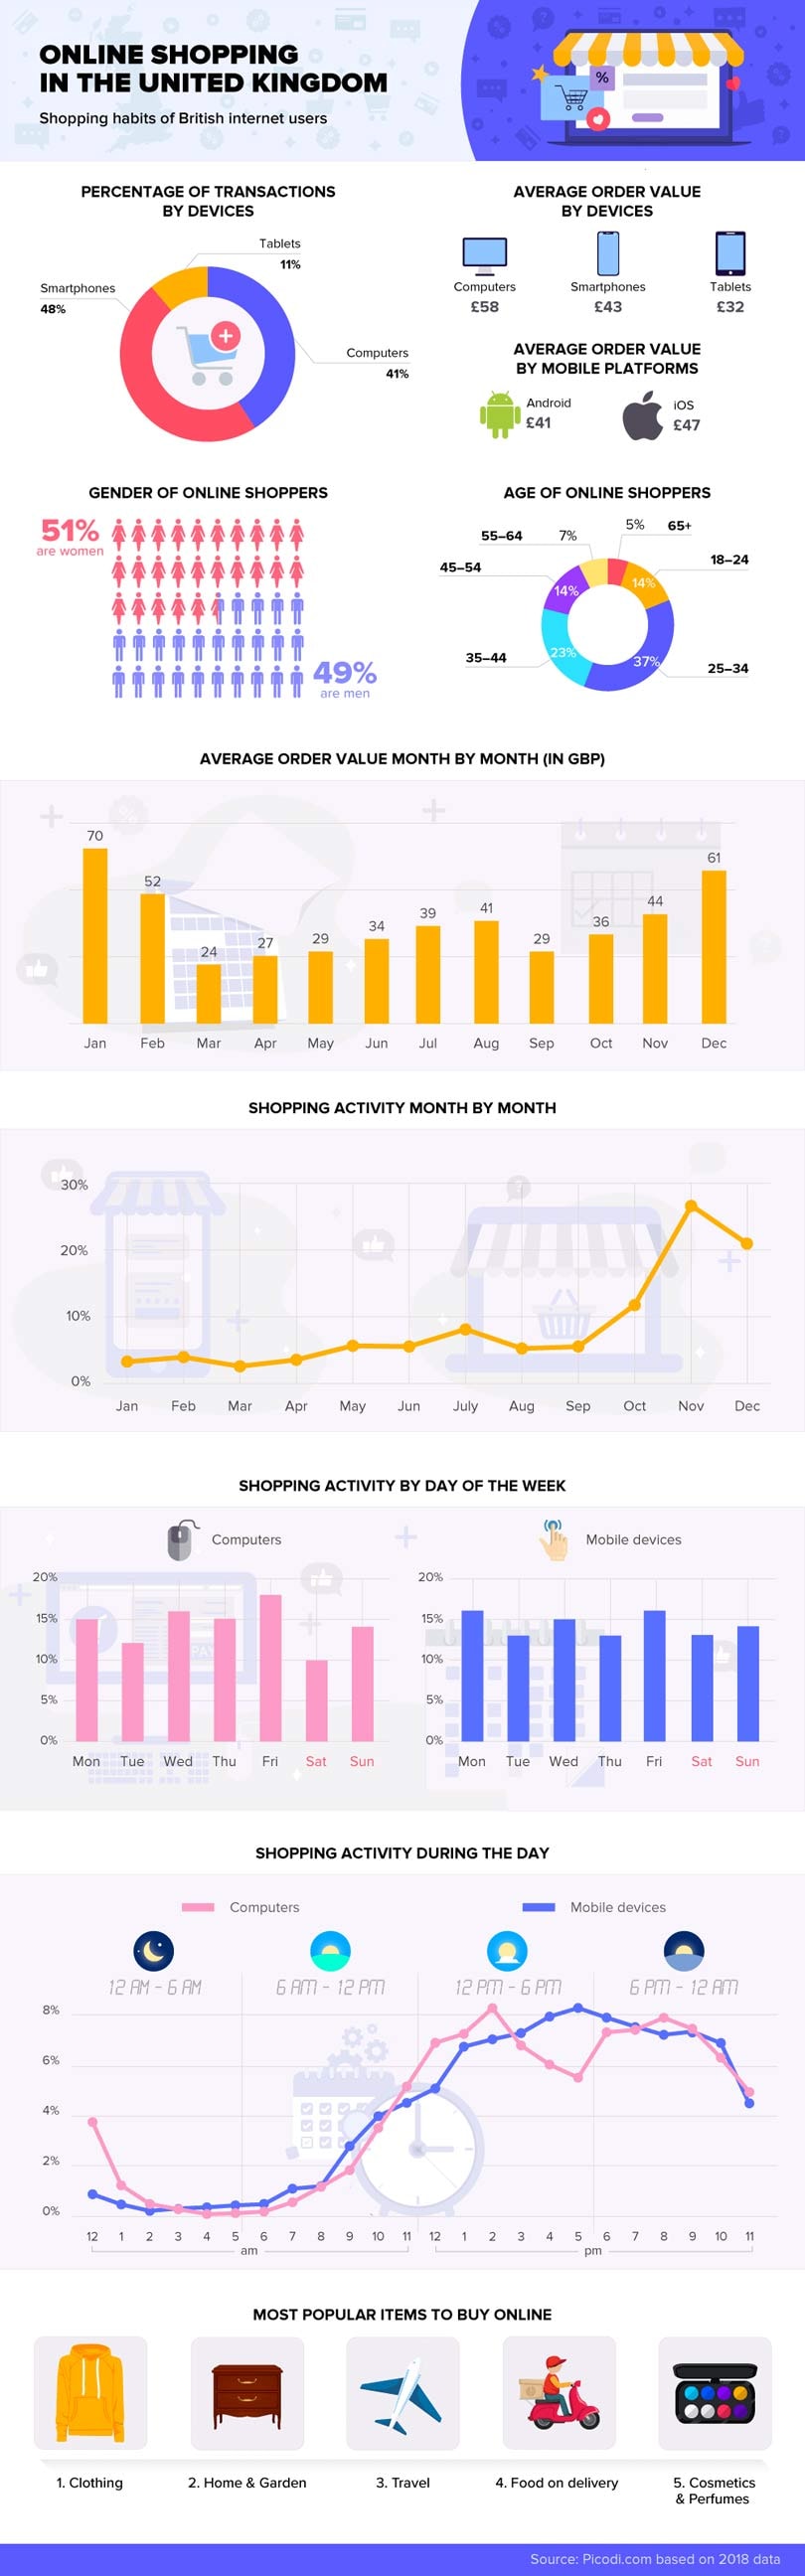 ONLINE SHOPPING
IN THE UNITED KINGDOM
Shopping habits of British internet users
%
PERCENTAGE OF TRANSACTIONS
BY DEVICES
Tablets
11%
Smartphones
48%
Computers
41%
AVERAGE ORDER VALUE
BY DEVICES
Computers Smartphones Tablets
£58 £43 £32
AVERAGE ORDER VALUE
BY MOBILE PLATFORMS
Android
£41
iOS
£47
GENDER OF ONLINE SHOPPERS
51%
are women
49%
are men
AGE OF ONLINE SHOPPERS
5% 65+
55–64 7%
18–24
14%
45–54
14%
35–44
23%
37%
25–34
AVERAGE ORDER VALUE MONTH BY MONTH (IN GBP)
70 52 24 27 29 34 39 41 29 36 44 61
Jan Feb Mar Apr May Jun Jul Aug Sep Oct Nov Dec
SHOPPING ACTIVITY MONTH BY MONTH
30%
20%
10%
0%
Jan Feb Mar Apr May Jun July Aug Sep Oct Nov Dec
SHOPPING ACTIVITY BY DAY OF THE WEEK
Computers
20%
15%
10%
5%
0%
PAY
Mon Tue Wed Thu Fri Sat Sun
Mobile devices
20%
15%
10%
5%
0%
Mon Tue Wed Thu Fri Sat Sun
SHOPPING ACTIVITY DURING THE DAY
Computers Mobile devices
12 AM - 6 AM 6 AM - 12 PM 12 PM - 6 PM 6 PM - 12 AM
8%
6%
4%
2%
0%
12 1 2 3 4 5 6 7 8 9 10 11 12 1 2 3 4 5 6 7 8 9 10 11
am pm
MOST POPULAR ITEMS TO BUY ONLINE
1. Clothing
2. Home & Garden
3. Travel
4. Food on delivery
5. Cosmetics
& Perfumes
Source: Picodi.com based on 2018 data